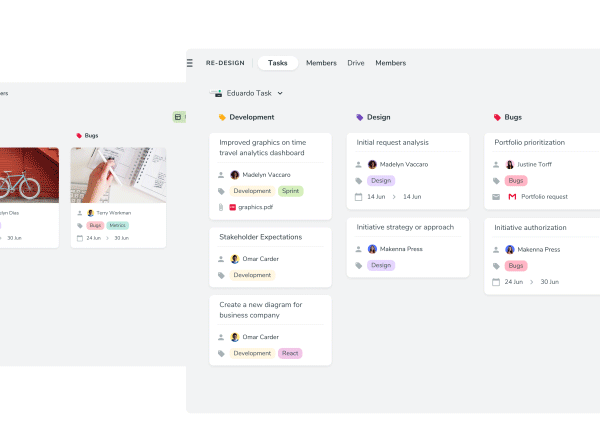 bers
Bugs
elyn Dias
30 Jun
Terry Workman
Bugs Metrics
24 Jun > 30 Jun
RE-DESIGN Tasks Members Drive Members
Eduardo Task
Development
Improved graphics on time
travel analytics dashboard
Madelyn Vaccaro
Development Sprint
graphics.pdf
Stakeholder Expectations
Omar Carder
Development
Create a new diagram for
business company
Omar Carder
Development React
Design
Initial request analysis
Madelyn Vaccaro
Design
14 Jun > 14 Jun
Initiative strategy or approach
Makenna Press
Design
Bugs
Portfolio prioritization
Justine Torff
Bugs
Portfolio request
Initiative authorization
Makenna Press
Bugs
24 Jun > 30 Jun